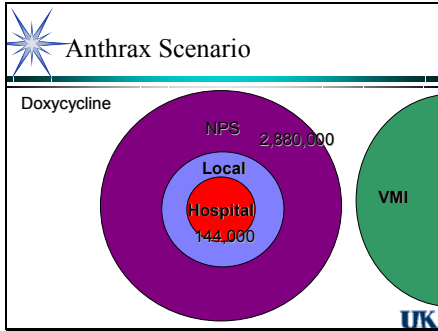 Anthrax Scenario
Doxycycline
NPS
2,880,000
Local
Hospital
144,000
VMI
UK